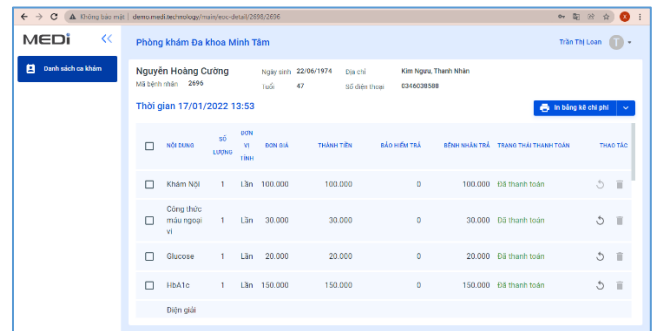 Không bảo mật | demo.medi.technology/main/eoc-detail/2698/2696
MEDi
Phòng khám Đa khoa Minh Tâm
Trần Thị Loan
T
Danh sách ca khám
Nguyễn Hoàng Cường Ngày sinh 22/06/1974 Địa chỉ Kim Ngưu, Thanh Nhàn
Mã bệnh nhân 2696 Tuổi 47 Số điện thoại 0346038588
Thời gian 17/01/2022 13:53
In bảng kê chi phí
NỘI DUNG SỐ LƯỢNG ĐƠN VỊ TÍNH ĐƠN GIÁ THÀNH TIỀN BẢO HIỂM TRẢ BỆNH NHÂN TRẢ TRẠNG THÁI THANH TOÁN THAO TÁC
Khám Nội 1 Lần 100.000 100.000 0 100.000 Đã thanh toán
Công thức máu ngoại vi 1 Lần 30.000 30.000 0 30.000 Đã thanh toán
Glucose 1 Lần 20.000 20.000 0 20.000 Đã thanh toán
HbA1c 1 Lần 150.000 150.000 0 150.000 Đã thanh toán
Điện giải